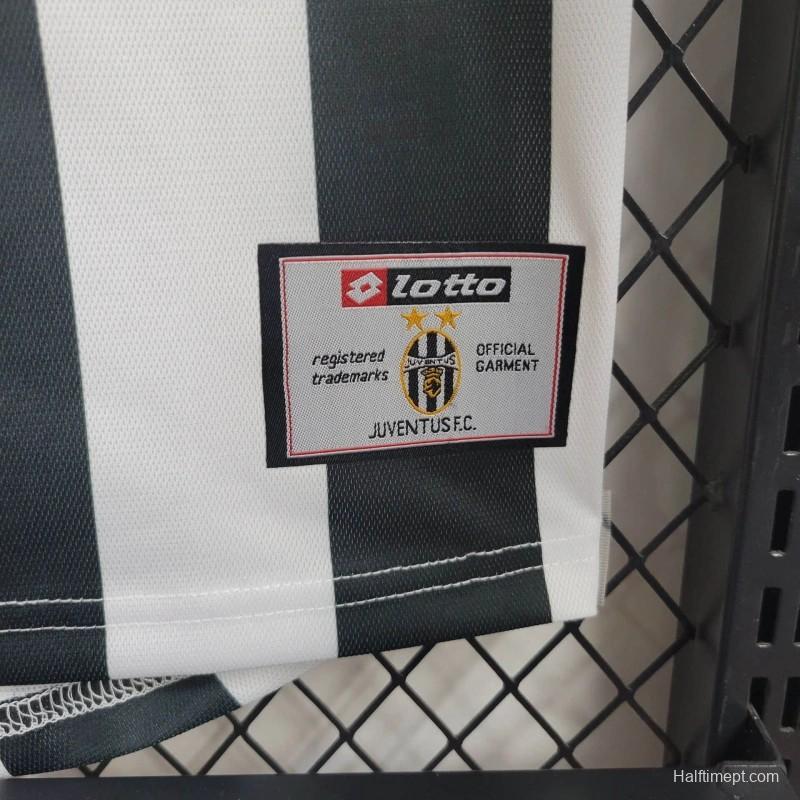 lotto
registered
trademarks
JUVENTUS
OFFICIAL
GARMENT
JUVENTUS F.C.
Halftimept.com